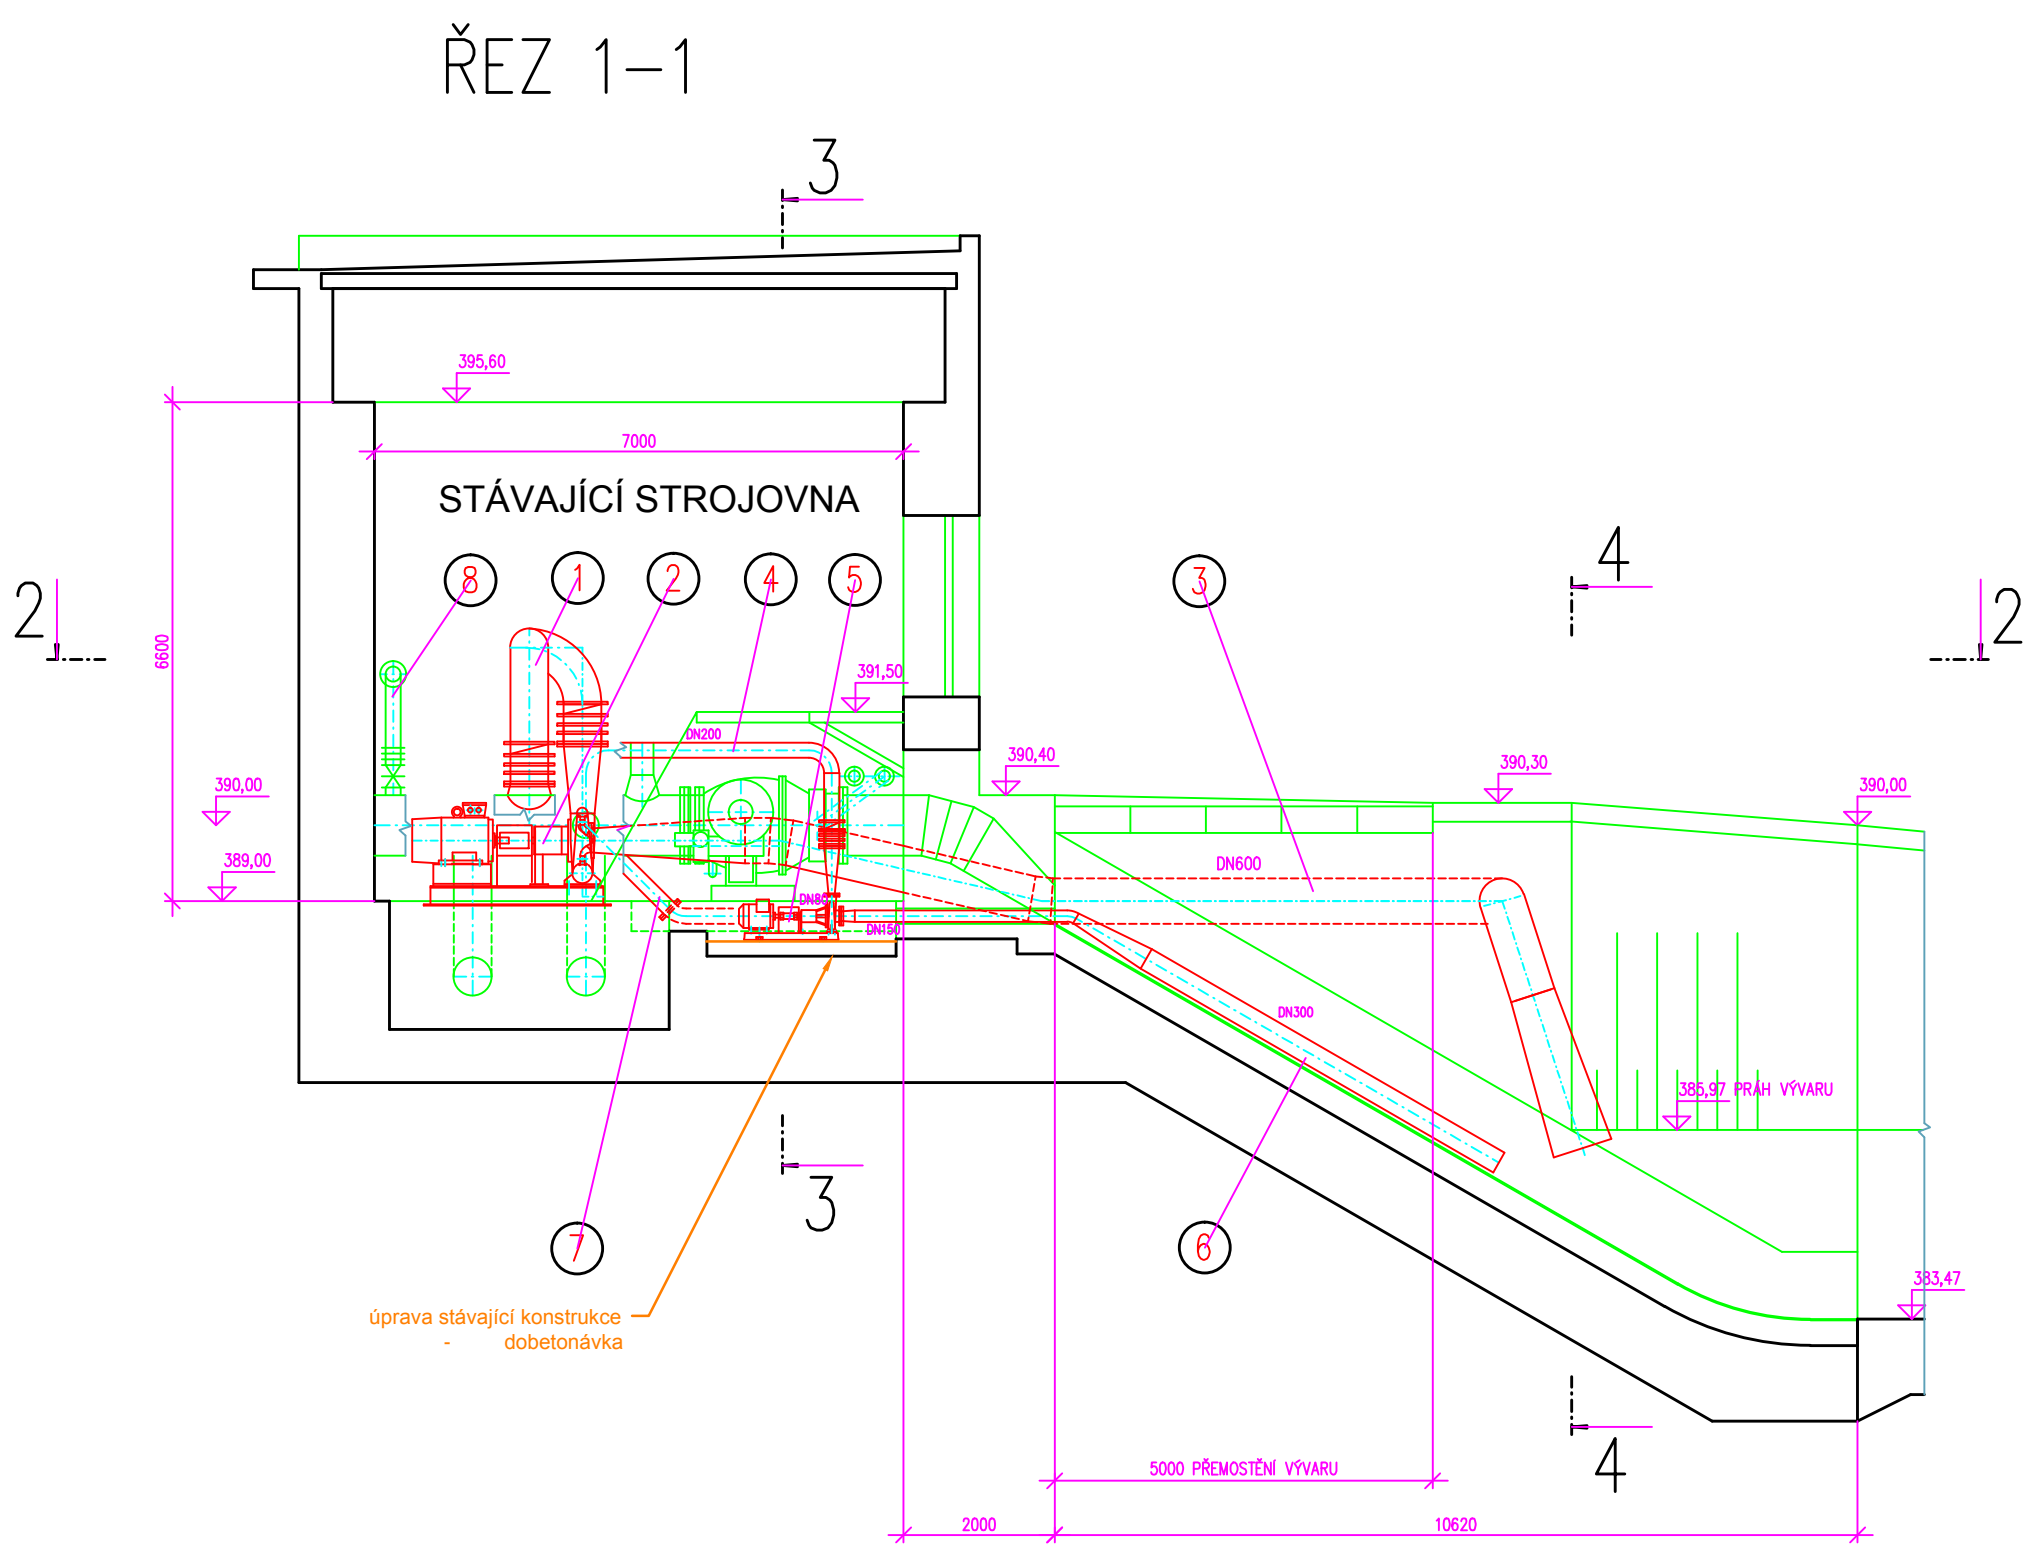 ŘEZ 1-1
3
395,60
7000
STÁVAJÍCÍ STROJOVNA
4
8
1
2
4
5
3
2
2
6600
391,50
DN200
390,40
390,30
390,00
390,00
389,00
DN600
DN80
DN150
DN300
385,97 PRÁH VÝVARU
3
7
6
383,47
úprava stávající konstrukce
- dobetonávka
4
5000 PŘEMOSTĚNÍ VÝVARU
2000
10620